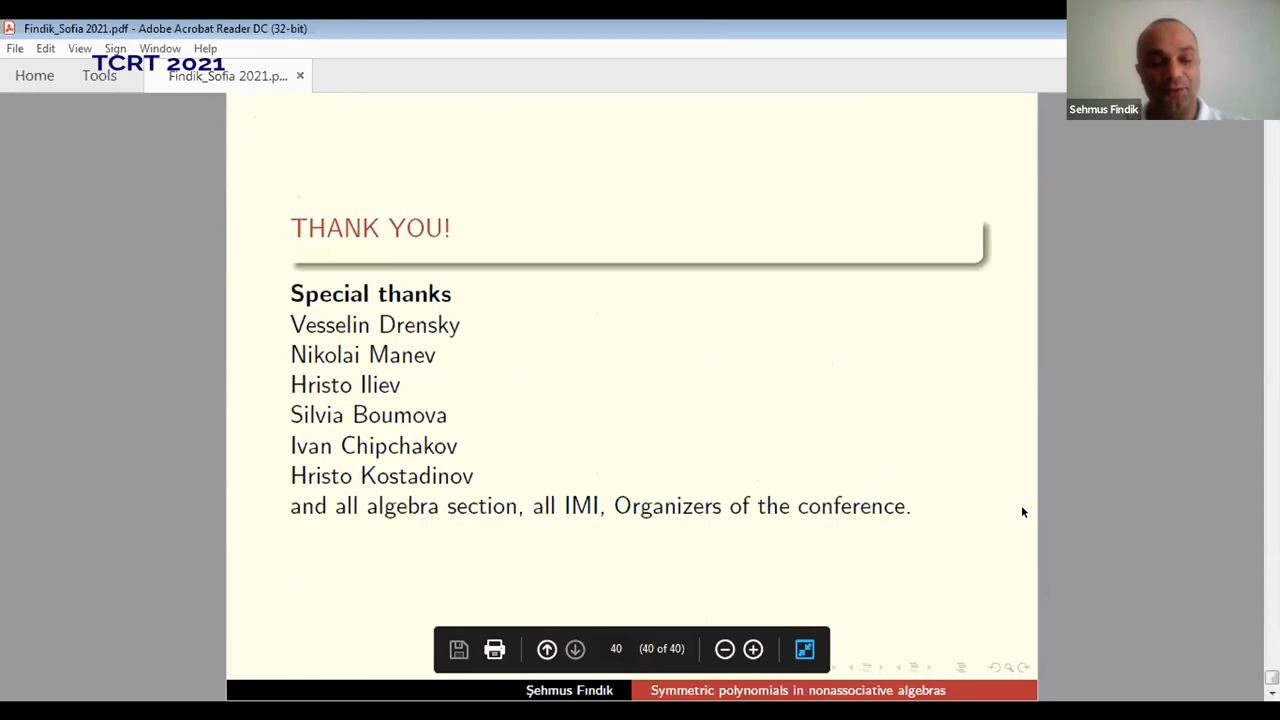 Findik_Sofia 2021.pdf - Adobe Acrobat Reader DC (32-bit)
File Edit View Sign Window Help
TCRT 2021
Home Tools Findik_Sofia 2021.p... ×
Sehmus Findik
THANK YOU!
Special thanks
Vesselin Drensky
Nikolai Manev
Hristo Iliev
Silvia Boumova
Ivan Chipchakov
Hristo Kostadinov
and all algebra section, all IMI, Organizers of the conference.
40 (40 of 40)
Şehmus Fındık Symmetric polynomials in nonassociative algebras